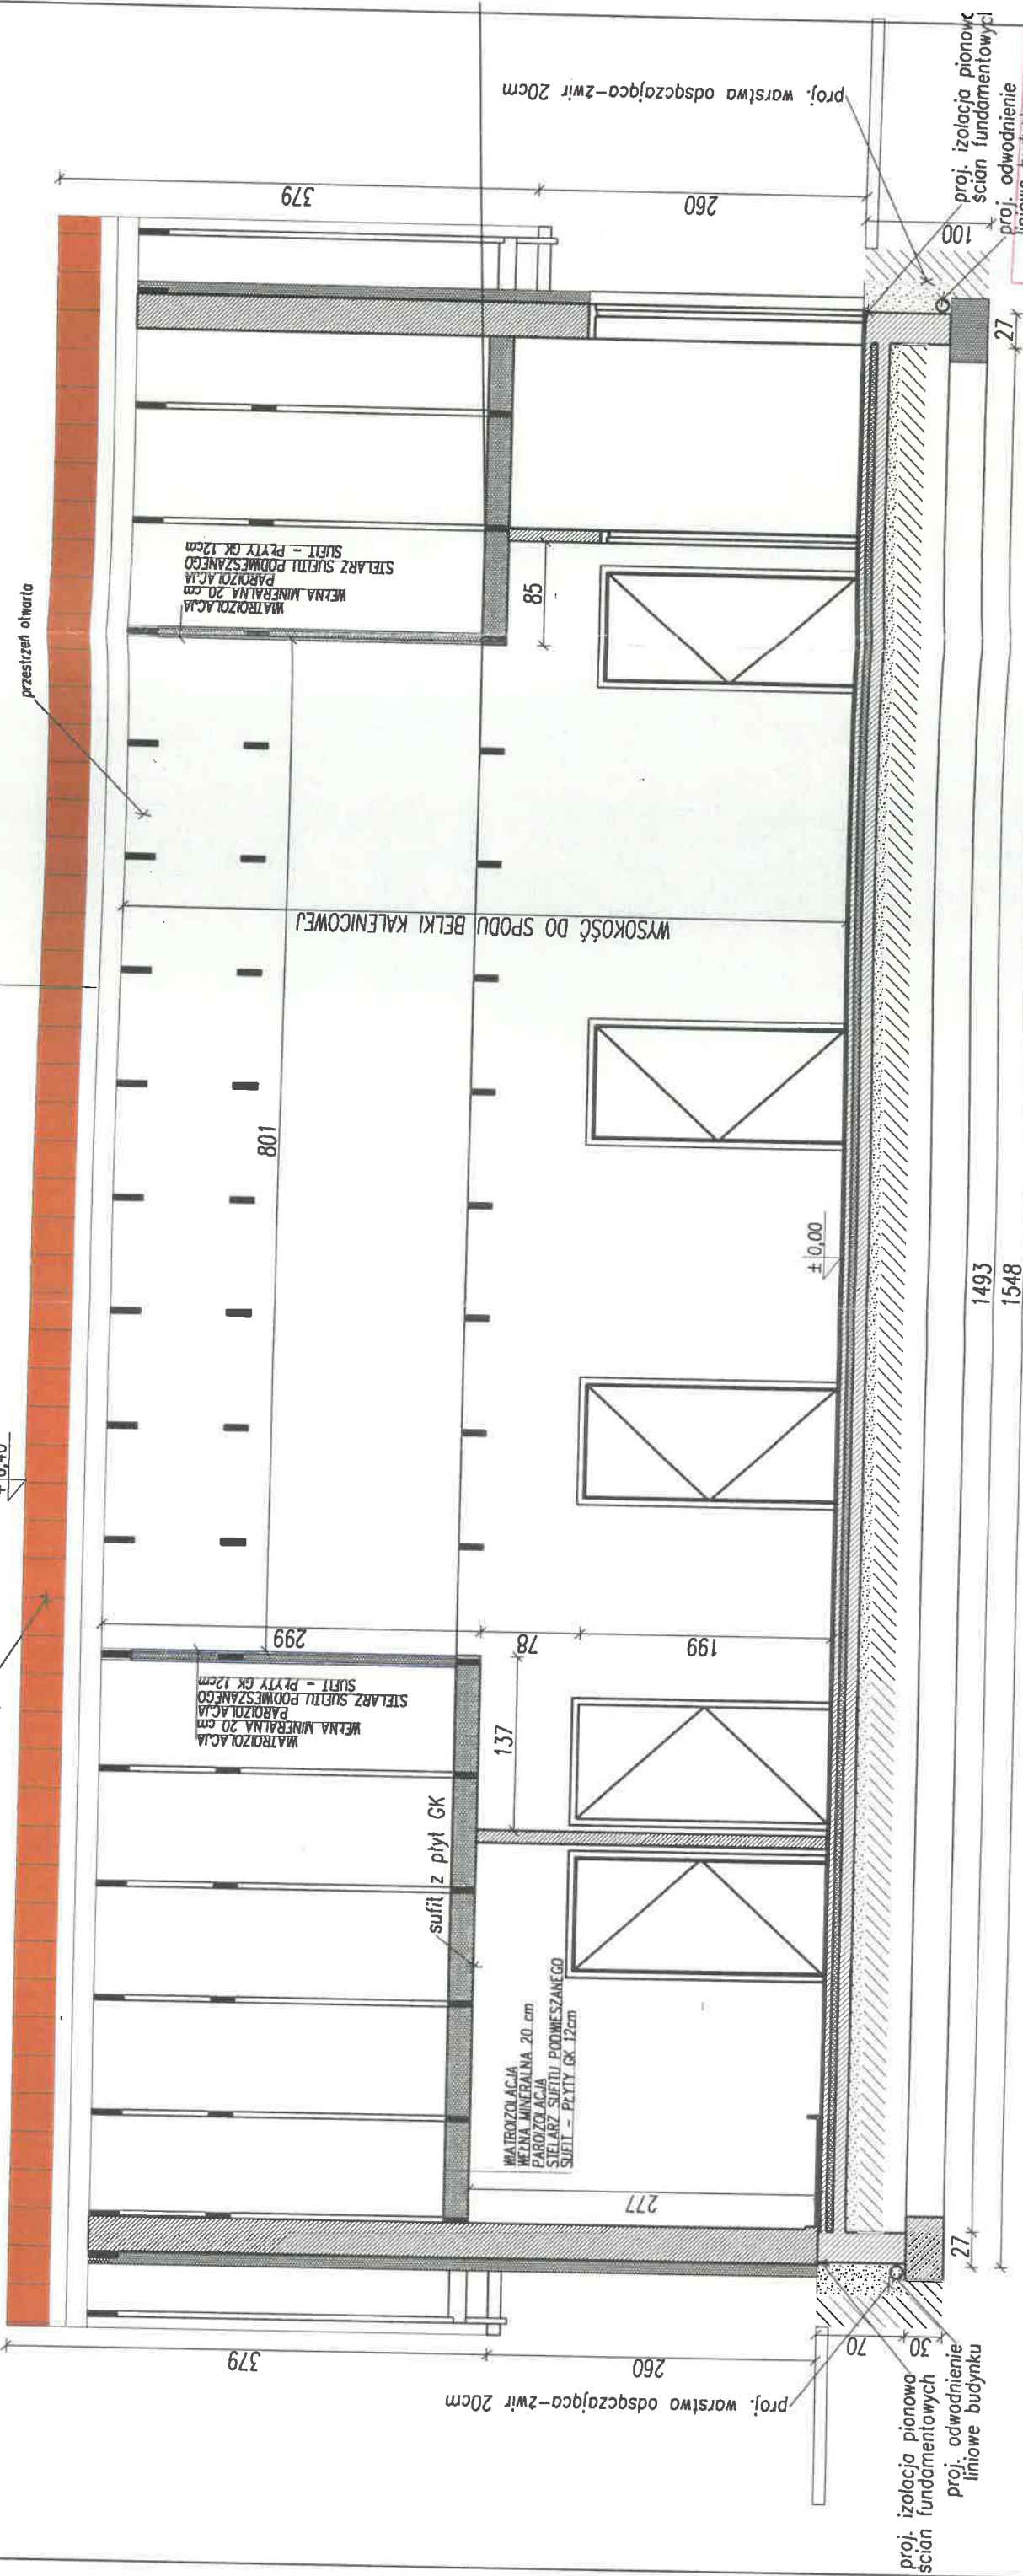 przestrzeń otwarta
379
260
proj. warstwa odsączająca-żwir 20cm
100
proj. izolacja pionowa
ścian fundamentowych
proj. odwodnienie
27
WIATROIZOLACJA
WEŁNA MINERALNA 20 cm
PAROIZOLACJA
STELARZ SUFITU PODWIESZANEGO
SUFIT - PŁYTY GK 12cm
85
WYSOKOŚĆ DO SPODU BELKI KALENICOWEJ
801
± 0,00
1493
1548
299
78
199
WIATROIZOLACJA
WEŁNA MINERALNA 20 cm
PAROIZOLACJA
STELARZ SUFITU PODWIESZANEGO
SUFIT - PŁYTY GK 12cm
137
sufit z płyt GK
WIATROIZOLACJA
WEŁNA MINERALNA 20 cm
PAROIZOLACJA
STELARZ SUFITU PODWIESZANEGO
SUFIT - PŁYTY GK 12cm
277
27
379
260
70
30
proj. warstwa odsączająca-żwir 20cm
proj. izolacja pionowa
ścian fundamentowych
proj. odwodnienie
liniowe budynku